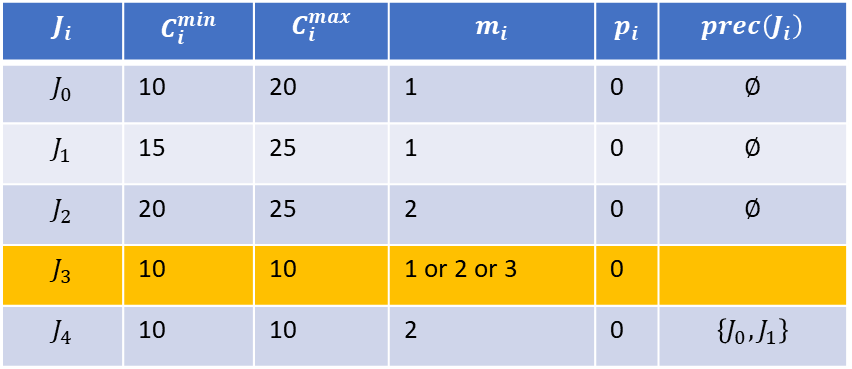 J_i C_i^min C_i^max m_i p_i prec(J_i)
J_0 10 20 1 0 ∅
J_1 15 25 1 0 ∅
J_2 20 25 2 0 ∅
J_3 10 10 1 or 2 or 3 0
J_4 10 10 2 0 {J_0, J_1}